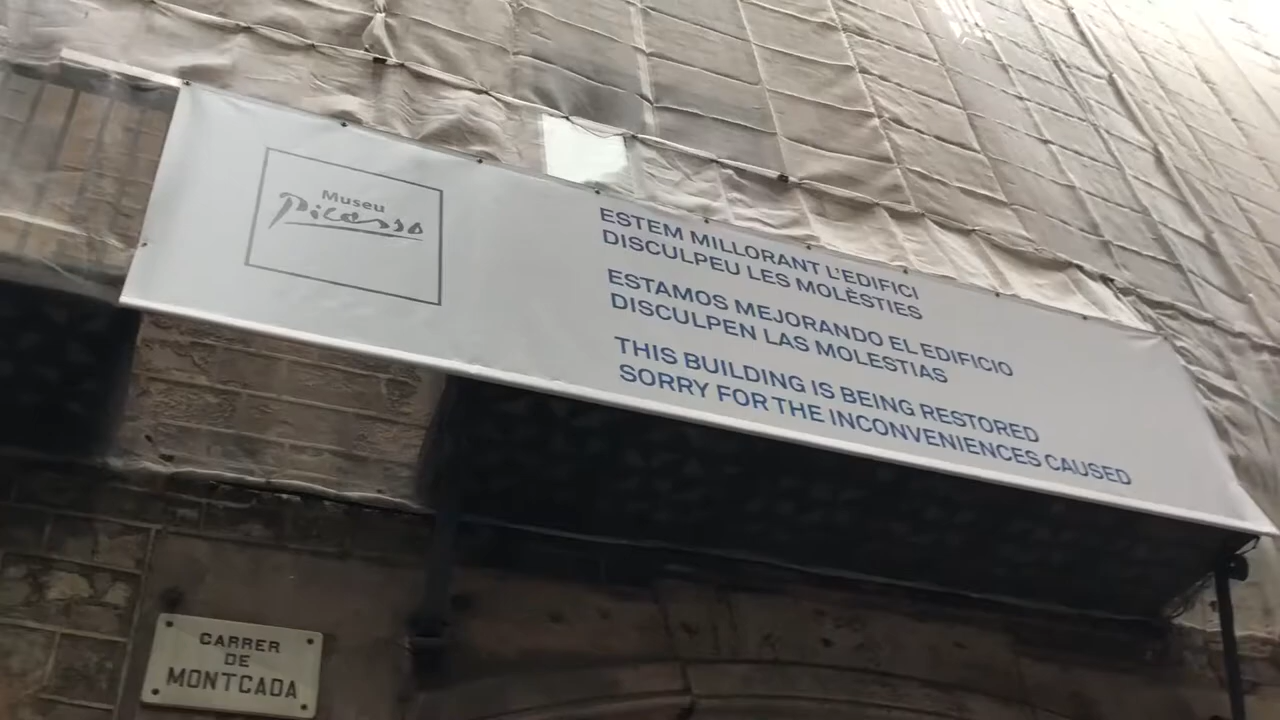 Museu
Picasso
ESTEM MILLORANT L'EDIFICI
DISCULPEU LES MOLÈSTIES
ESTAMOS MEJORANDO EL EDIFICIO
DISCULPEN LAS MOLESTIAS
THIS BUILDING IS BEING RESTORED
SORRY FOR THE INCONVENIENCES CAUSED
CARRER
DE
MONTCADA